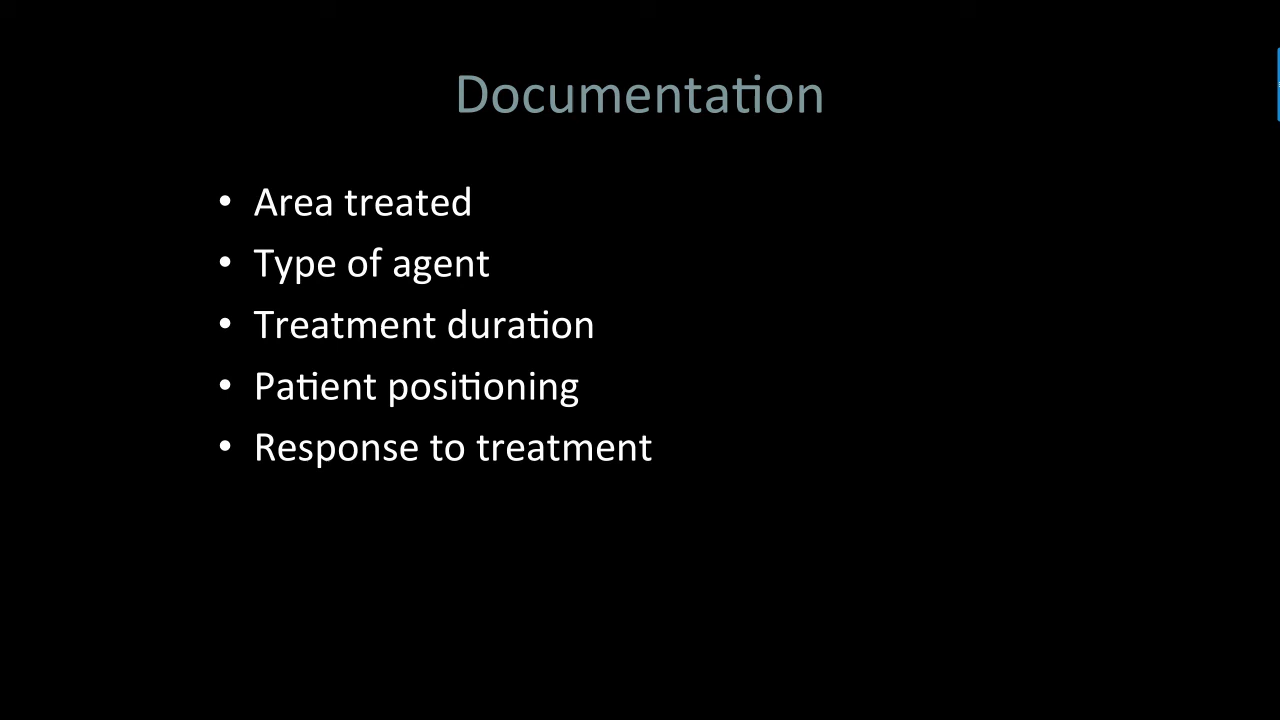 Documentation
• Area treated
• Type of agent
• Treatment duration
• Patient positioning
• Response to treatment